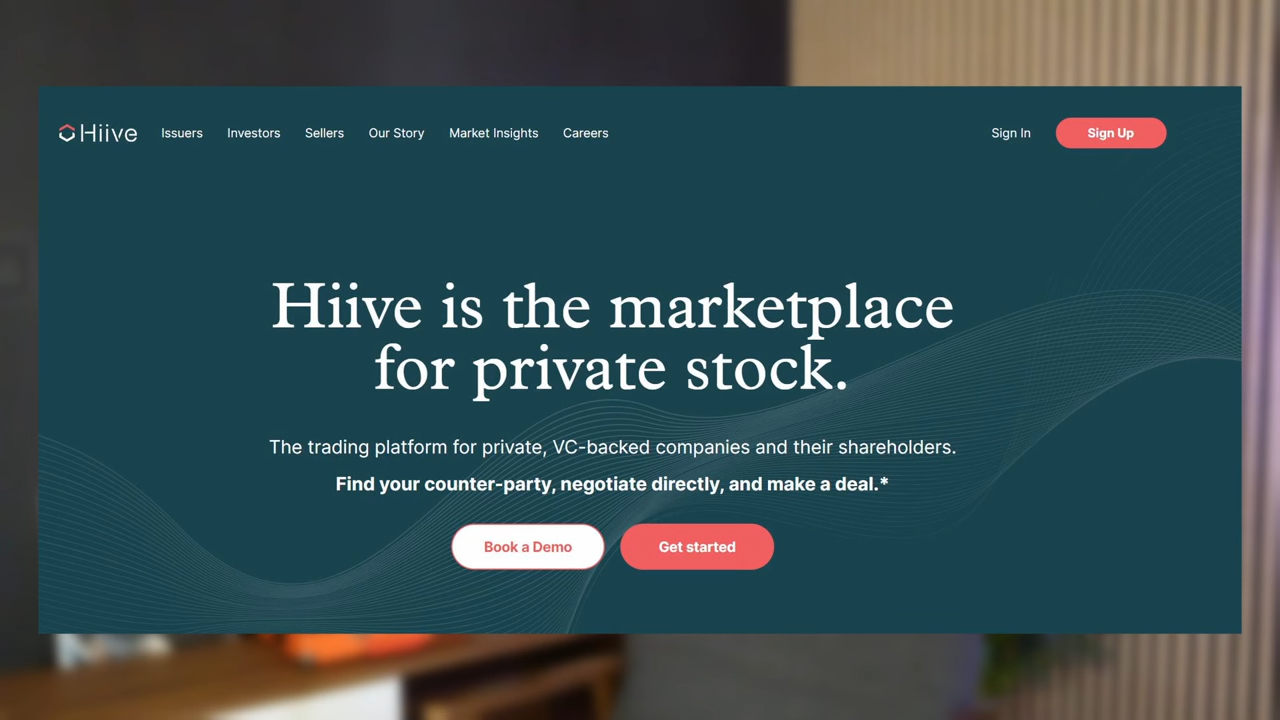 Hiive
Issuers
Investors
Sellers
Our Story
Market Insights
Careers
Sign In
Sign Up
Hiive is the marketplace
for private stock.
The trading platform for private, VC-backed companies and their shareholders.
Find your counter-party, negotiate directly, and make a deal.*
Book a Demo
Get started